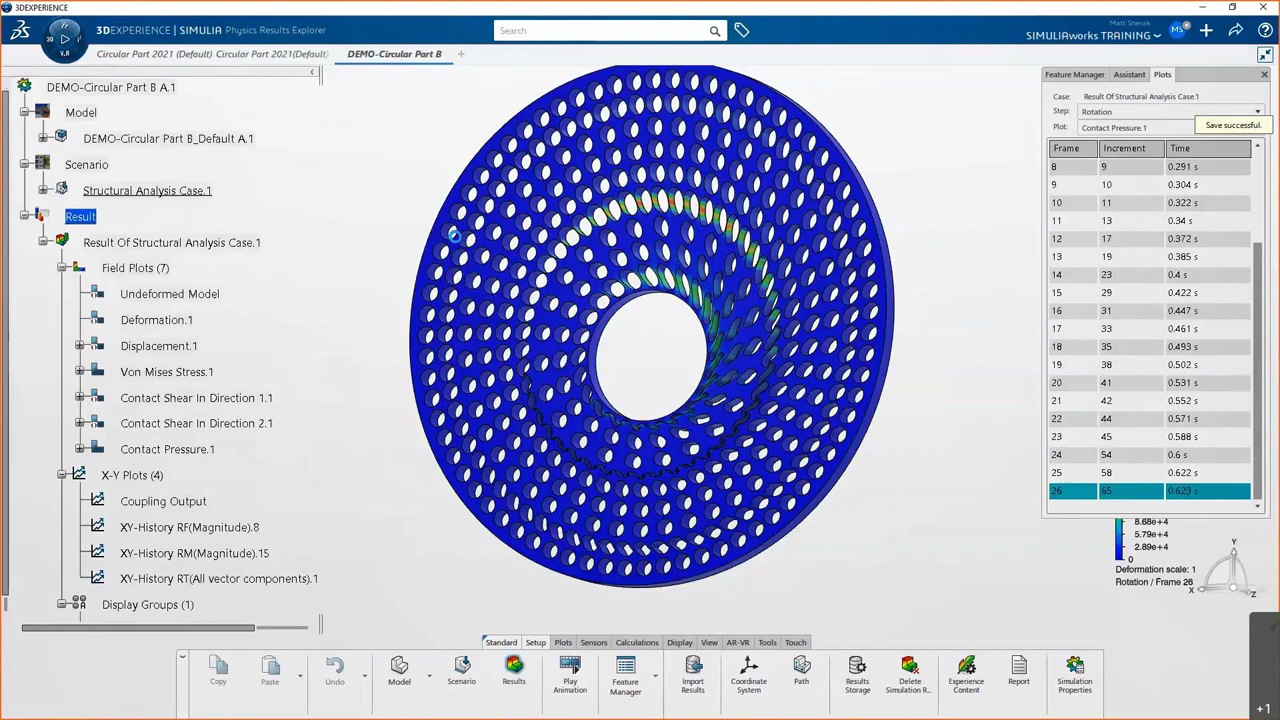 3DEXPERIENCE
3DEXPERIENCE | SIMULIA Physics Results Explorer
Search
Matt Sherak
SIMULIAworks TRAINING
MS
V.R
Circular Part 2021 (Default) Circular Part 2021(Default)
DEMO-Circular Part B
+
DEMO-Circular Part B A.1
Model
DEMO-Circular Part B_Default A.1
Scenario
Structural Analysis Case.1
Result
Result Of Structural Analysis Case.1
Field Plots (7)
Undeformed Model
Deformation.1
Displacement.1
Von Mises Stress.1
Contact Shear In Direction 1.1
Contact Shear In Direction 2.1
Contact Pressure.1
X-Y Plots (4)
Coupling Output
XY-History RF(Magnitude).8
XY-History RM(Magnitude).15
XY-History RT(All vector components).1
Display Groups (1)
Feature Manager Assistant Plots
Case: Result Of Structural Analysis Case.1
Step: Rotation
Plot: Contact Pressure.1
Save successful.
Frame Increment Time
8 9 0.291 s
9 10 0.304 s
10 11 0.322 s
11 13 0.34 s
12 17 0.372 s
13 19 0.385 s
14 23 0.4 s
15 29 0.422 s
16 31 0.447 s
17 33 0.461 s
18 35 0.493 s
19 38 0.502 s
20 41 0.531 s
21 42 0.552 s
22 44 0.571 s
23 45 0.588 s
24 54 0.6 s
25 58 0.622 s
26 65 0.623 s
8.68e+4
5.79e+4
2.89e+4
0
Deformation scale: 1
Rotation / Frame 26
Y
X
Z
Standard Setup Plots Sensors Calculations Display View AR-VR Tools Touch
Copy Paste Undo Model Scenario Results Play Animation Feature Manager Import Results Coordinate System Path Results Storage Delete Simulation R... Experience Content Report Simulation Properties
+1